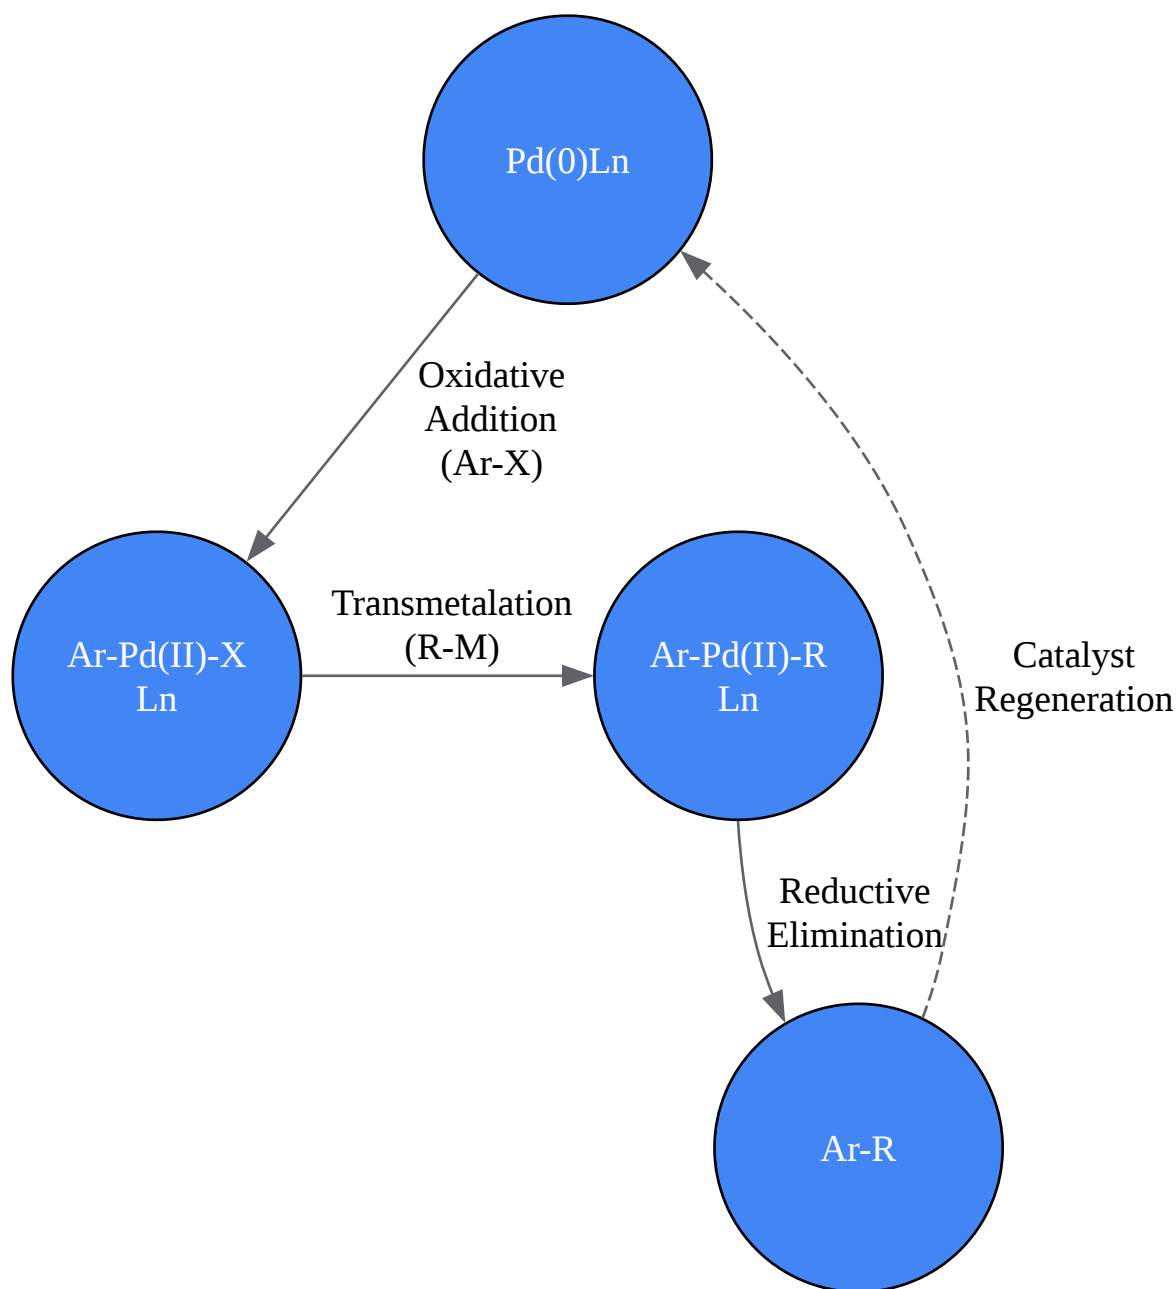 Pd(0)Ln
Oxidative
Addition
(Ar-X)
Transmetalation
(R-M)
Ar-Pd(II)-X
Ln
Ar-Pd(II)-R
Ln
Catalyst
Regeneration
Reductive
Elimination
Ar-R